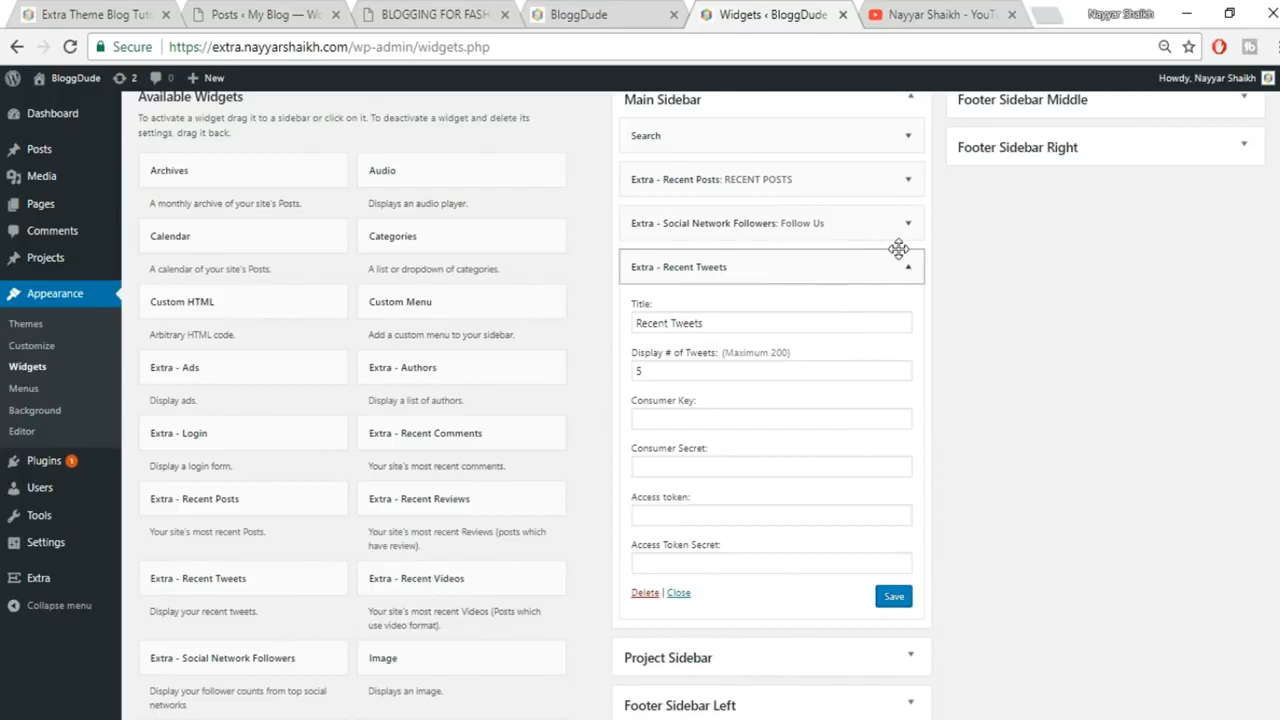 Extra Theme Blog Tut
Posts ‹ My Blog — W
BLOGGING FOR FASH
BloggDude
Widgets ‹ BloggDude
Nayyar Shaikh - YouT
Nayyar Shaikh
Secure
https://extra.nayyarshaikh.com/wp-admin/widgets.php
BloggDude
2
0
New
Howdy, Nayyar Shaikh
Dashboard
Posts
Media
Pages
Comments
Projects
Appearance
Themes
Customize
Widgets
Menus
Background
Editor
Plugins 1
Users
Tools
Settings
Extra
Collapse menu
Available Widgets
To activate a widget drag it to a sidebar or click on it. To deactivate a widget and delete its
settings, drag it back.
Archives
A monthly archive of your site's Posts.
Audio
Displays an audio player.
Calendar
A calendar of your site's Posts.
Categories
A list or dropdown of categories.
Custom HTML
Arbitrary HTML code.
Custom Menu
Add a custom menu to your sidebar.
Extra - Ads
Display ads.
Extra - Authors
Display a list of authors.
Extra - Login
Display a login form.
Extra - Recent Comments
Your site's most recent comments.
Extra - Recent Posts
Your site's most recent Posts.
Extra - Recent Reviews
Your site's most recent Reviews (posts which
have review).
Extra - Recent Tweets
Display your recent tweets.
Extra - Recent Videos
Your site's most recent Videos (Posts which
use video format).
Extra - Social Network Followers
Display your follower counts from top social
networks
Image
Displays an image.
Main Sidebar
Search
Extra - Recent Posts: RECENT POSTS
Extra - Social Network Followers: Follow Us
Extra - Recent Tweets
Title:
Recent Tweets
Display # of Tweets: (Maximum 200)
5
Consumer Key:
Consumer Secret:
Access token:
Access Token Secret:
Delete | Close
Save
Project Sidebar
Footer Sidebar Left
Footer Sidebar Middle
Footer Sidebar Right